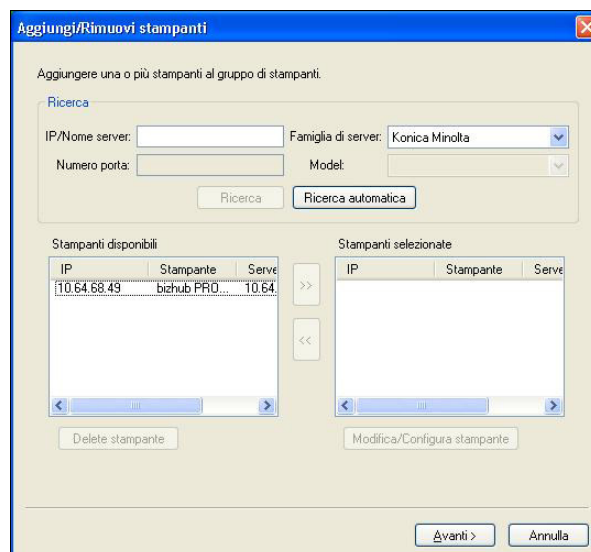 Aggiungi/Rimuovi stampanti
Aggiungere una o più stampanti al gruppo di stampanti.
Ricerca
IP/Nome server: Famiglia di server: Konica Minolta
Numero porta: Model:
Ricerca Ricerca automatica
Stampanti disponibili Stampanti selezionate
IP Stampante Serve IP Stampante Serve
10.64.68.49 bizhub PRO... 10.64.
>>
<<
Delete stampante Modifica/Configura stampante
Avanti > Annulla